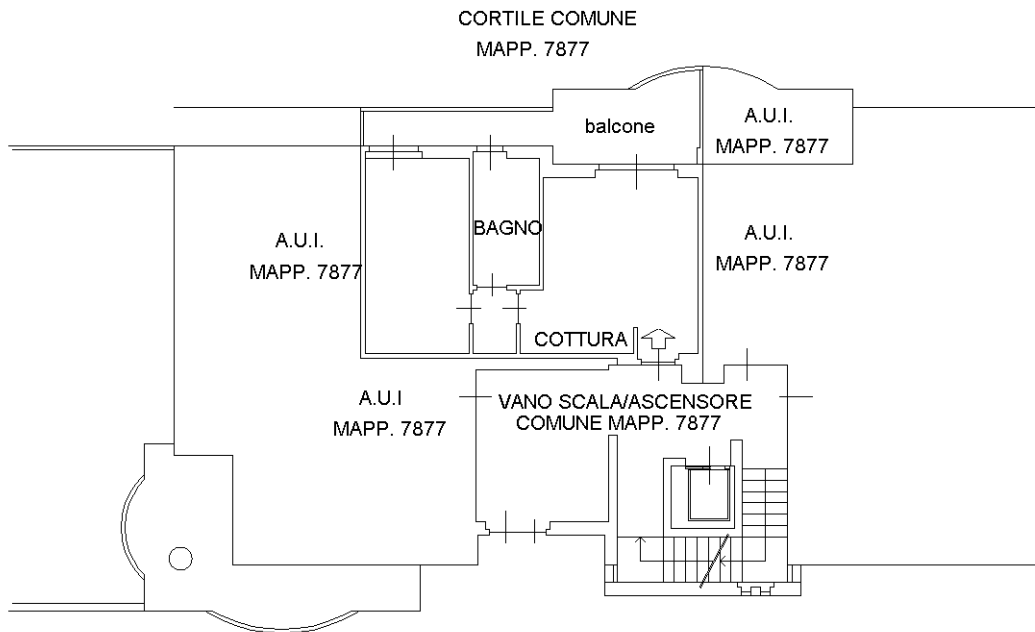 CORTILE COMUNE
MAPP. 7877
balcone
A.U.I.
MAPP. 7877
A.U.I.
MAPP. 7877
BAGNO
A.U.I.
MAPP. 7877
COTTURA
A.U.I
MAPP. 7877
VANO SCALA/ASCENSORE
COMUNE MAPP. 7877